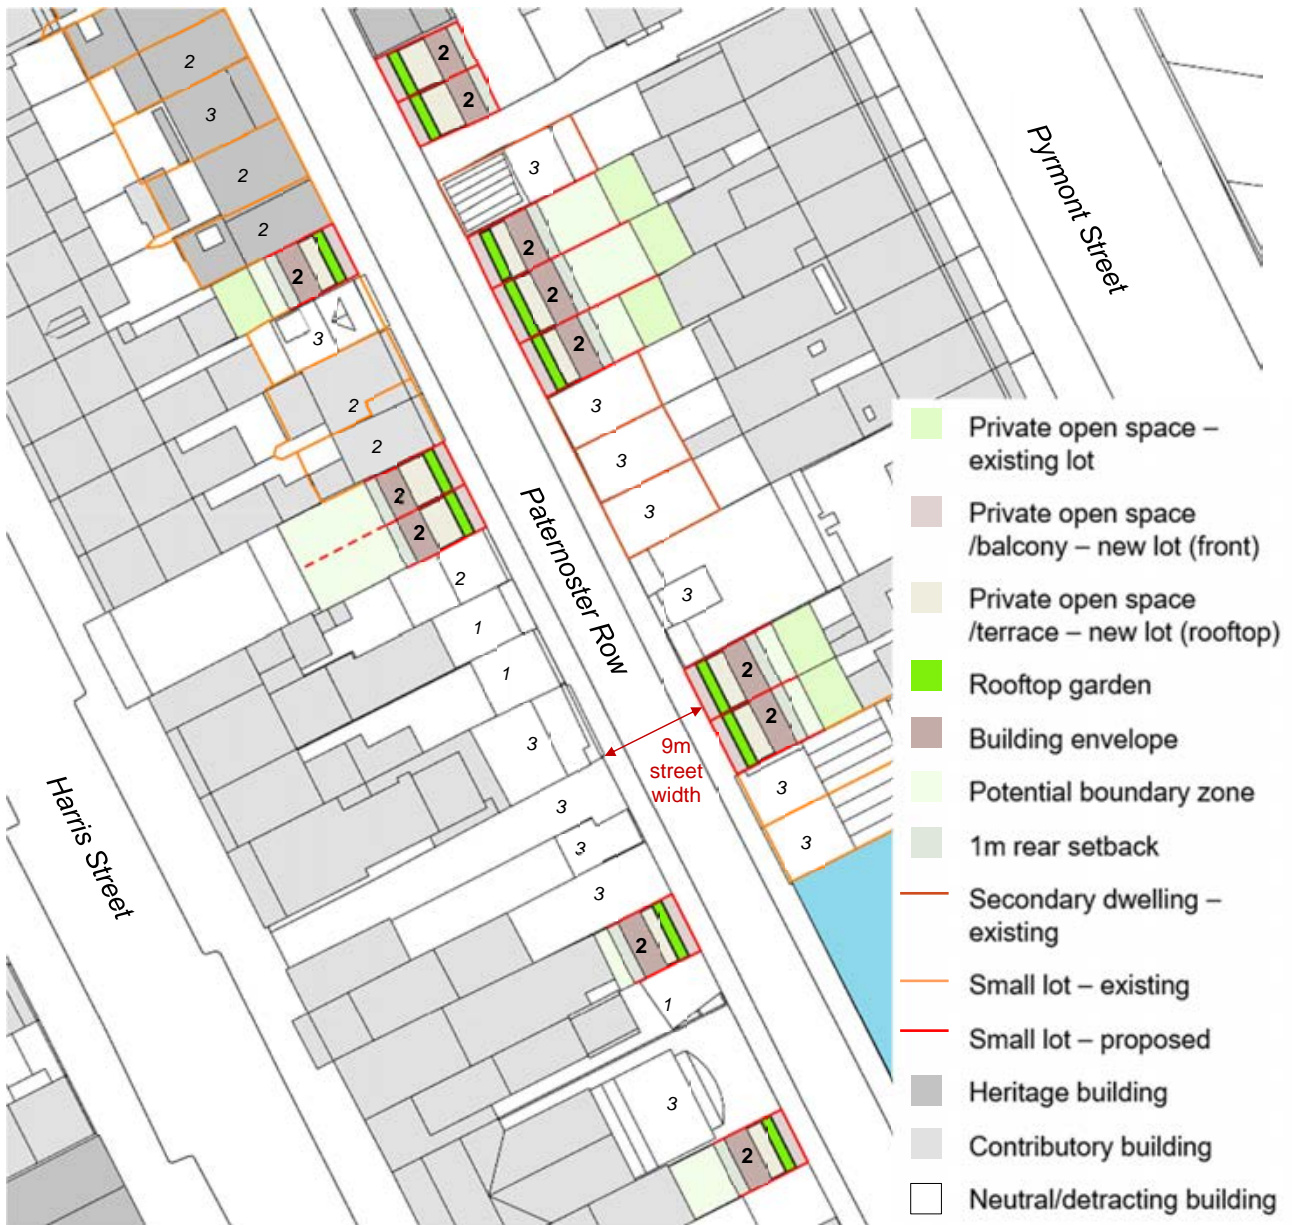 2
2
2
3
2
2
2
3
2
2
2
2
2
3
2
3
2
2
2
3
3
3
3
2
1
1
3
3
3
3
2
2
3
3
2
1
3
2
Pyrmont Street
Paternoster Row
Harris Street
9m
street
width
Private open space –
existing lot
Private open space
/balcony – new lot (front)
Private open space
/terrace – new lot (rooftop)
Rooftop garden
Building envelope
Potential boundary zone
1m rear setback
Secondary dwelling –
existing
Small lot – existing
Small lot – proposed
Heritage building
Contributory building
Neutral/detracting building